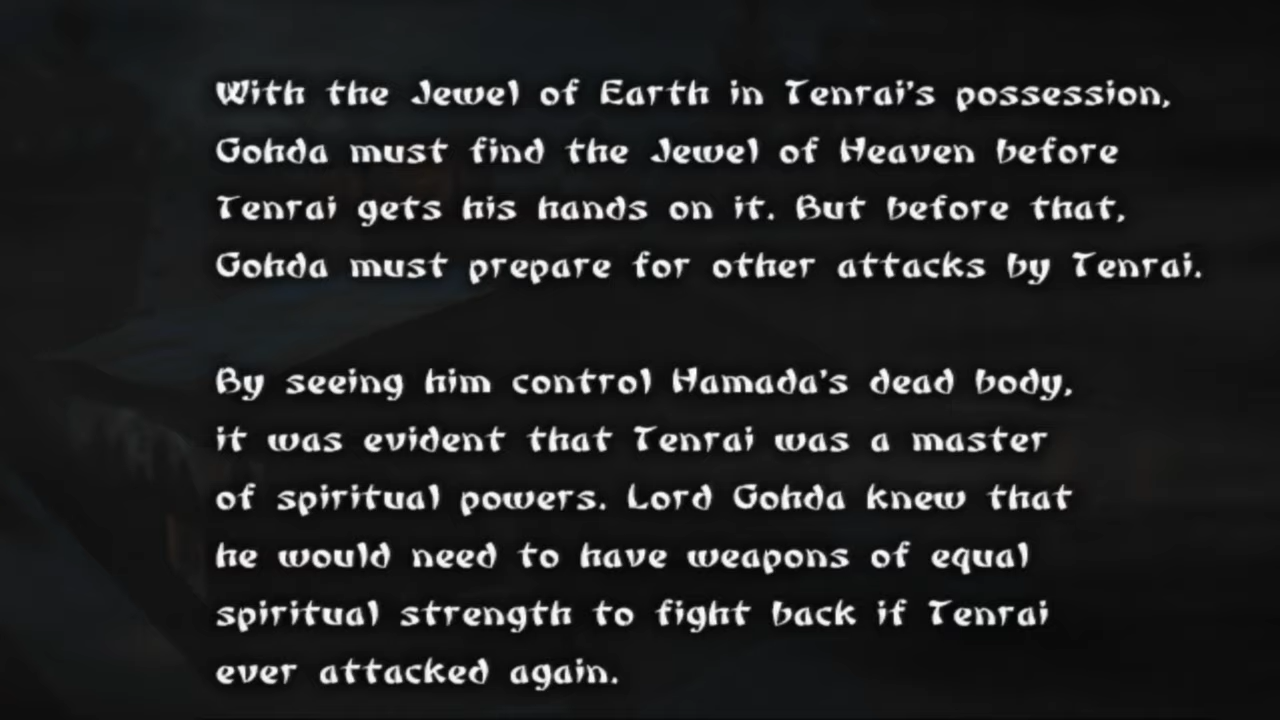 With the Jewel of Earth in Tenrai's possession,
Gohda must find the Jewel of Heaven before
Tenrai gets his hands on it. But before that,
Gohda must prepare for other attacks by Tenrai.
By seeing him control Hamada's dead body,
it was evident that Tenrai was a master
of spiritual powers. Lord Gohda knew that
he would need to have weapons of equal
spiritual strength to fight back if Tenrai
ever attacked again.